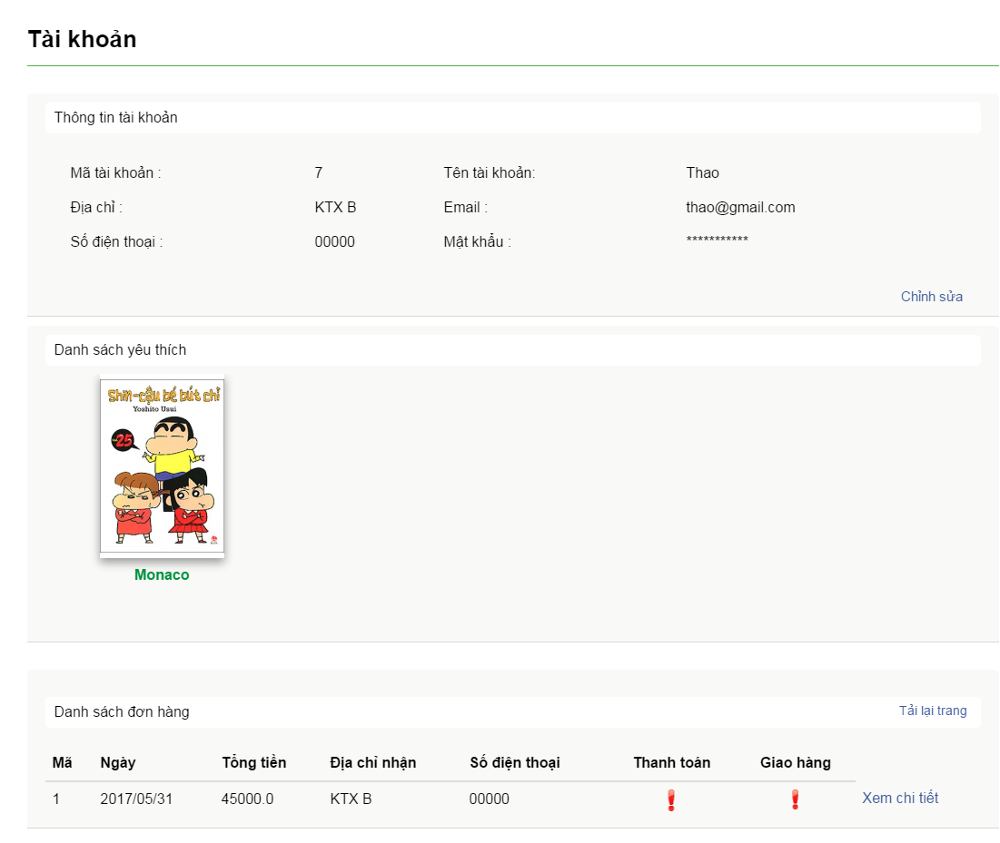 Tài khoản
Thông tin tài khoản
Mã tài khoản : 7 Tên tài khoản: Thao
Địa chỉ : KTX B Email : thao@gmail.com
Số điện thoại : 00000 Mật khẩu : ***********
Chỉnh sửa
Danh sách yêu thích
Shin-cậu bé bút chì
Yoshito Usui
25
Monaco
Danh sách đơn hàng Tải lại trang
Mã Ngày Tổng tiền Địa chỉ nhận Số điện thoại Thanh toán Giao hàng
1 2017/05/31 45000.0 KTX B 00000 Xem chi tiết